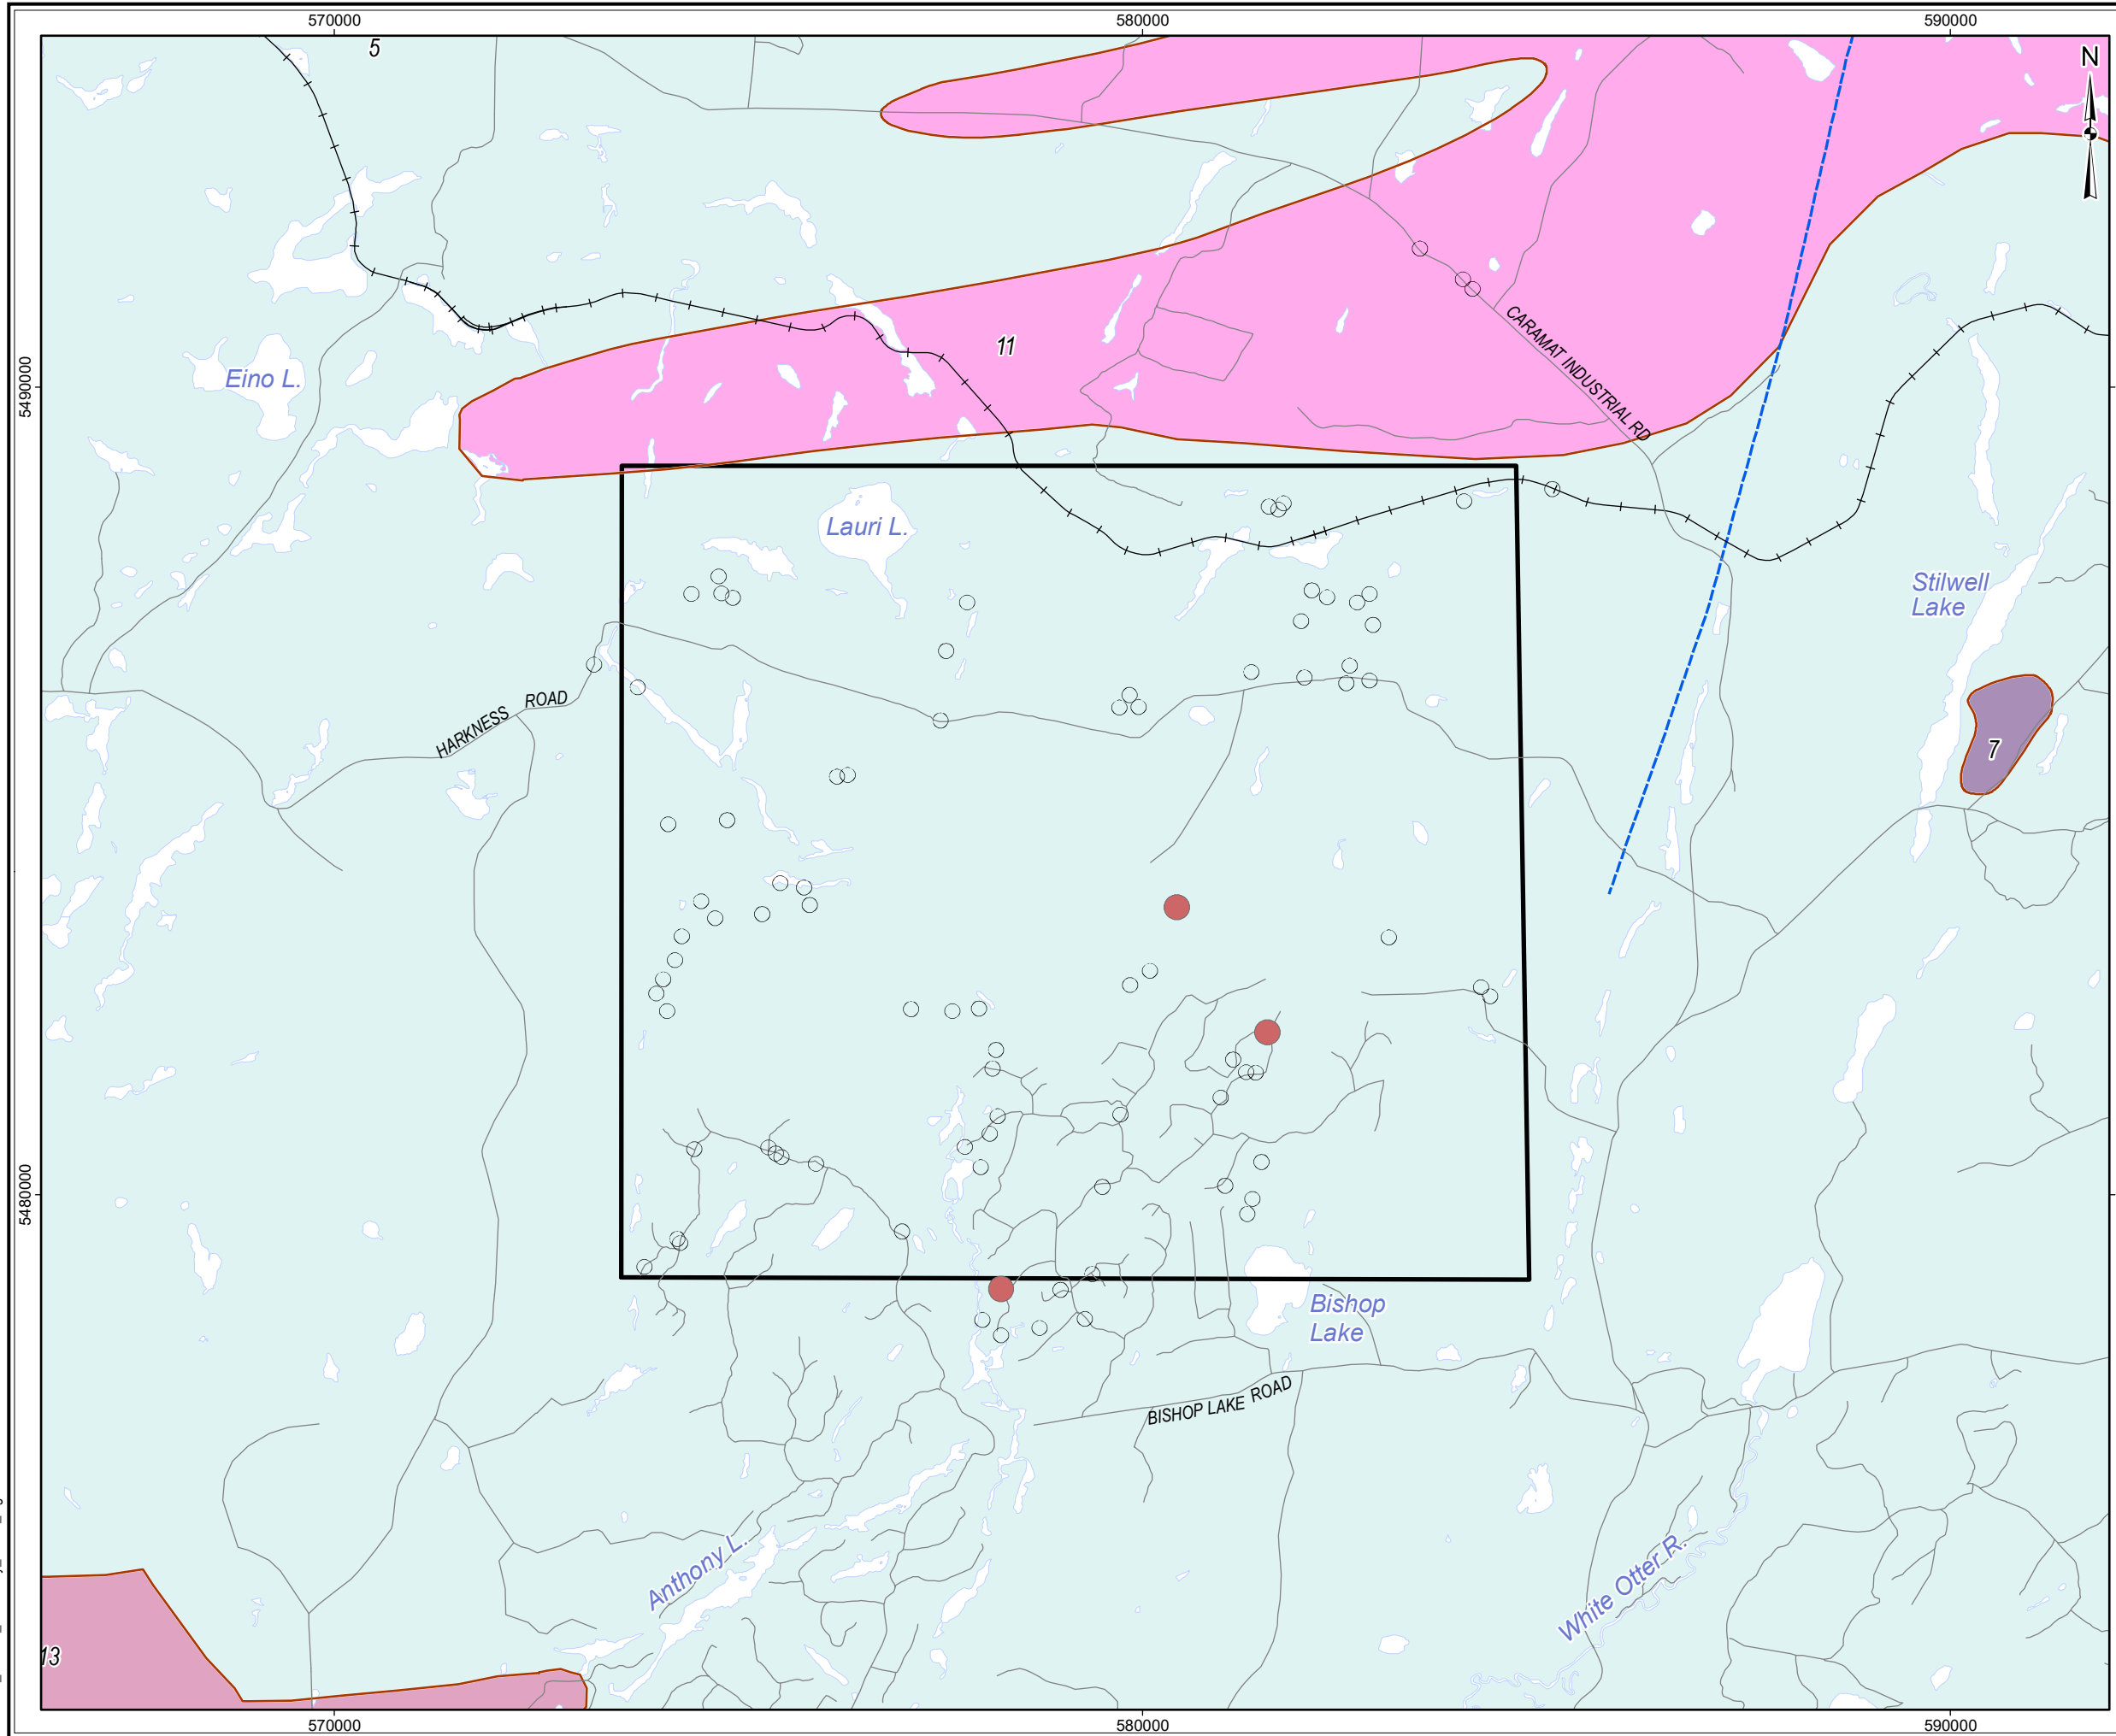 570000
580000
590000
5
N
11
5490000
Eino L.
CARAMAT INDUSTRIAL RD
Lauri L.
Stilwell
Lake
HARKNESS ROAD
7
5480000
Bishop
Lake
BISHOP LAKE ROAD
Anthony L.
White Otter R.
13
570000
580000
590000